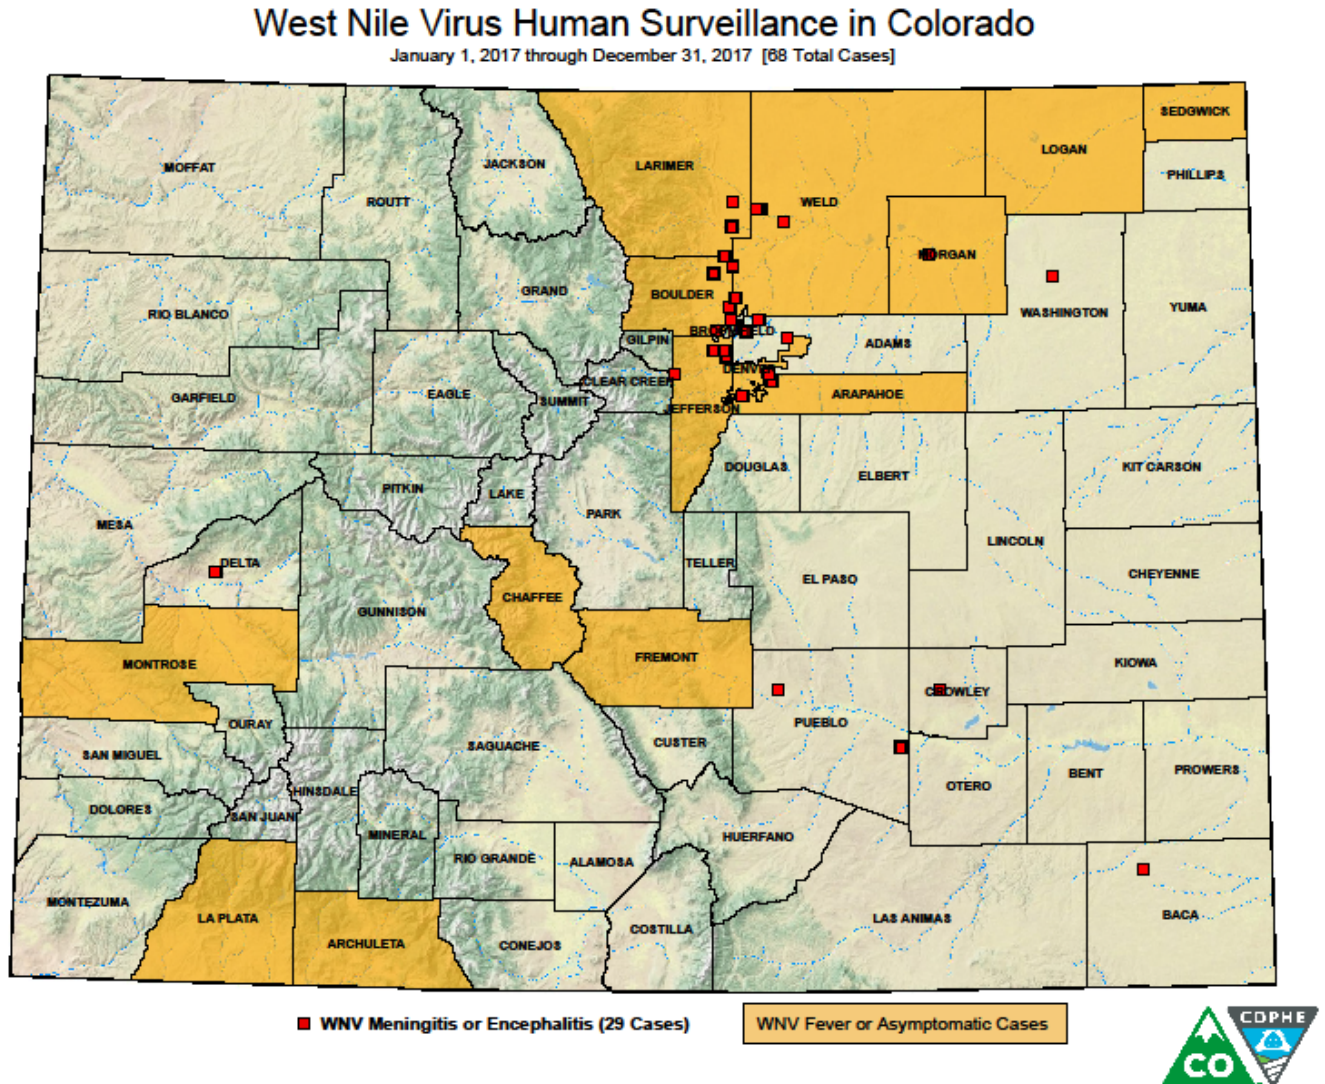 West Nile Virus Human Surveillance in Colorado
January 1, 2017 through December 31, 2017 [68 Total Cases]
SEDGWICK
LOGAN
JACKSON
LARIMER
MOFFAT
PHILLIPS
ROUTT
WELD
MORGAN
GRAND
BOULDER
RIO BLANCO
WASHINGTON
YUMA
BROOMFIELD
GILPIN
ADAMS
DENVER
CLEAR CREEK
EAGLE
GARFIELD
SUMMIT
ARAPAHOE
JEFFERSON
DOUGLAS
ELBERT
KIT CARSON
PITKIN
LAKE
PARK
MESA
LINCOLN
DELTA
TELLER
EL PASO
CHEYENNE
CHAFFEE
GUNNISON
MONTROSE
FREMONT
KIOWA
CROWLEY
OURAY
PUEBLO
SAN MIGUEL
SAGUACHE
CUSTER
BENT
PROWERS
OTERO
HINSDALE
DOLORES
SAN JUAN
MINERAL
HUERFANO
RIO GRANDE
ALAMOSA
MONTEZUMA
LA PLATA
LAS ANIMAS
BACA
COSTILLA
ARCHULETA
CONEJOS
WNV Meningitis or Encephalitis (29 Cases)
WNV Fever or Asymptomatic Cases
CDPHE
CO